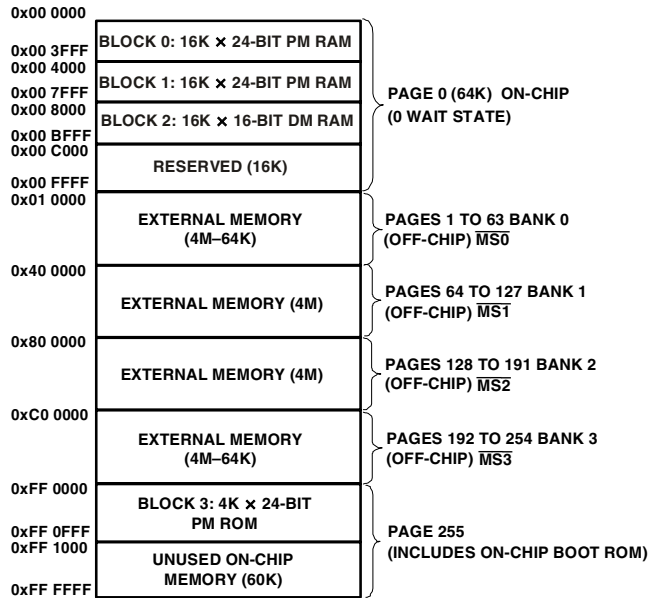 0x00 0000
BLOCK 0: 16K × 24-BIT PM RAM
0x00 3FFF
0x00 4000
BLOCK 1: 16K × 24-BIT PM RAM
0x00 7FFF
0x00 8000
BLOCK 2: 16K × 16-BIT DM RAM
0x00 BFFF
0x00 C000
RESERVED (16K)
0x00 FFFF
PAGE 0 (64K) ON-CHIP
(0 WAIT STATE)
0x01 0000
EXTERNAL MEMORY
(4M–64K)
PAGES 1 TO 63 BANK 0
(OFF-CHIP) MS0
0x40 0000
EXTERNAL MEMORY (4M)
PAGES 64 TO 127 BANK 1
(OFF-CHIP) MS1
0x80 0000
EXTERNAL MEMORY (4M)
PAGES 128 TO 191 BANK 2
(OFF-CHIP) MS2
0xC0 0000
EXTERNAL MEMORY
(4M–64K)
PAGES 192 TO 254 BANK 3
(OFF-CHIP) MS3
0xFF 0000
BLOCK 3: 4K × 24-BIT
PM ROM
0xFF 0FFF
0xFF 1000
UNUSED ON-CHIP
MEMORY (60K)
0xFF FFFF
PAGE 255
(INCLUDES ON-CHIP BOOT ROM)